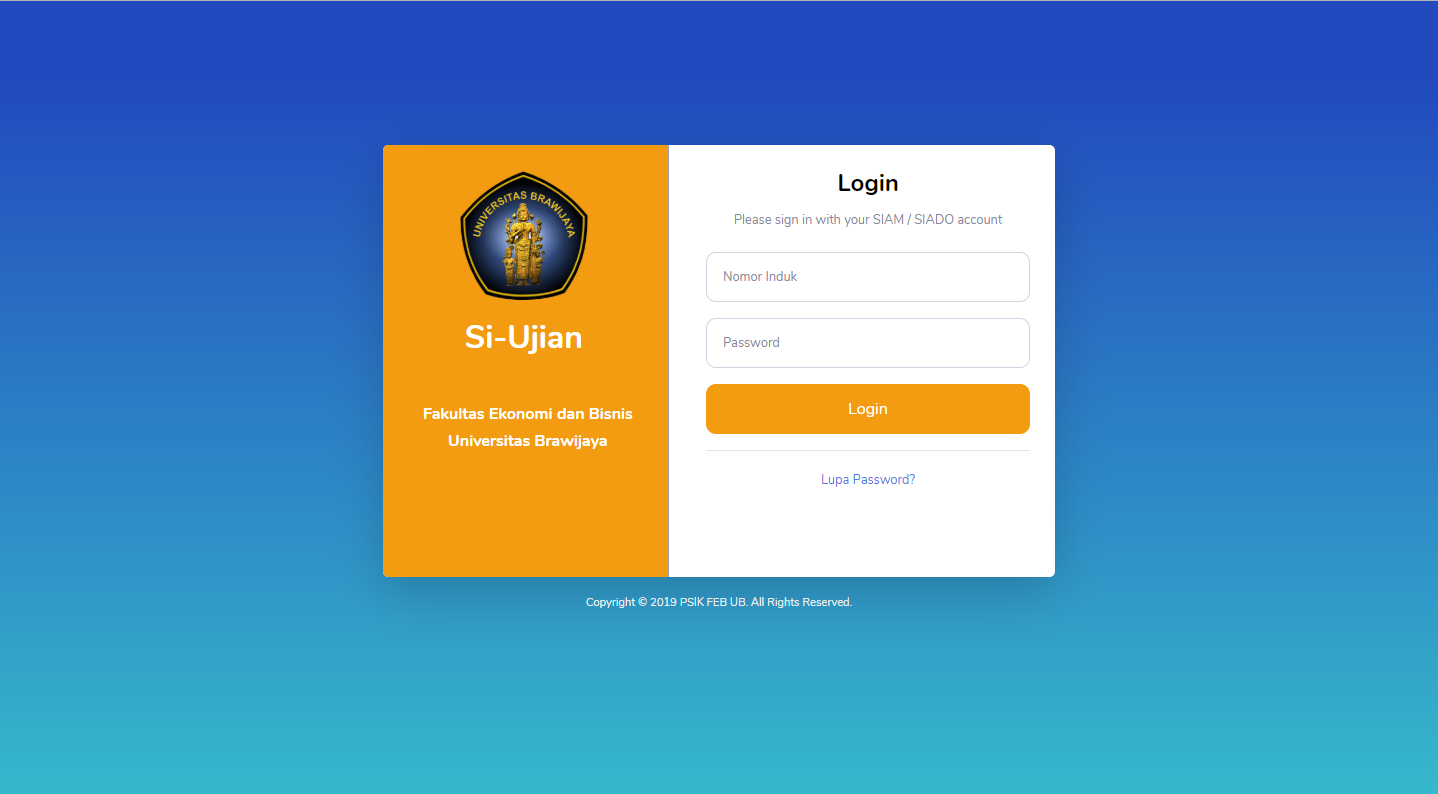 UNIVERSITAS BRAWIJAYA
Si-Ujian
Fakultas Ekonomi dan Bisnis
Universitas Brawijaya
Login
Please sign in with your SIAM / SIADO account
Nomor Induk
Password
Login
Lupa Password?
Copyright © 2019 PSIK FEB UB. All Rights Reserved.